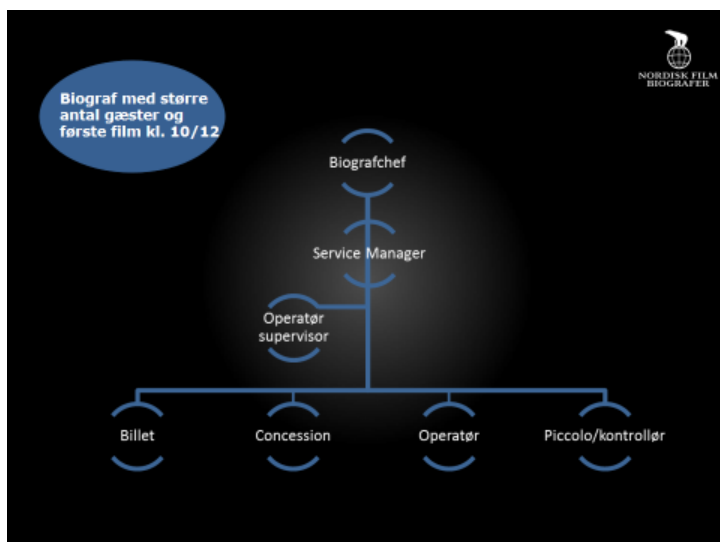 NORDISK FILM
BIOGRAFER
Biograf med større
antal gæster og
første film kl. 10/12
Biografchef
Service Manager
Operatør
supervisor
Billet
Concession
Operatør
Piccolo/kontrollør